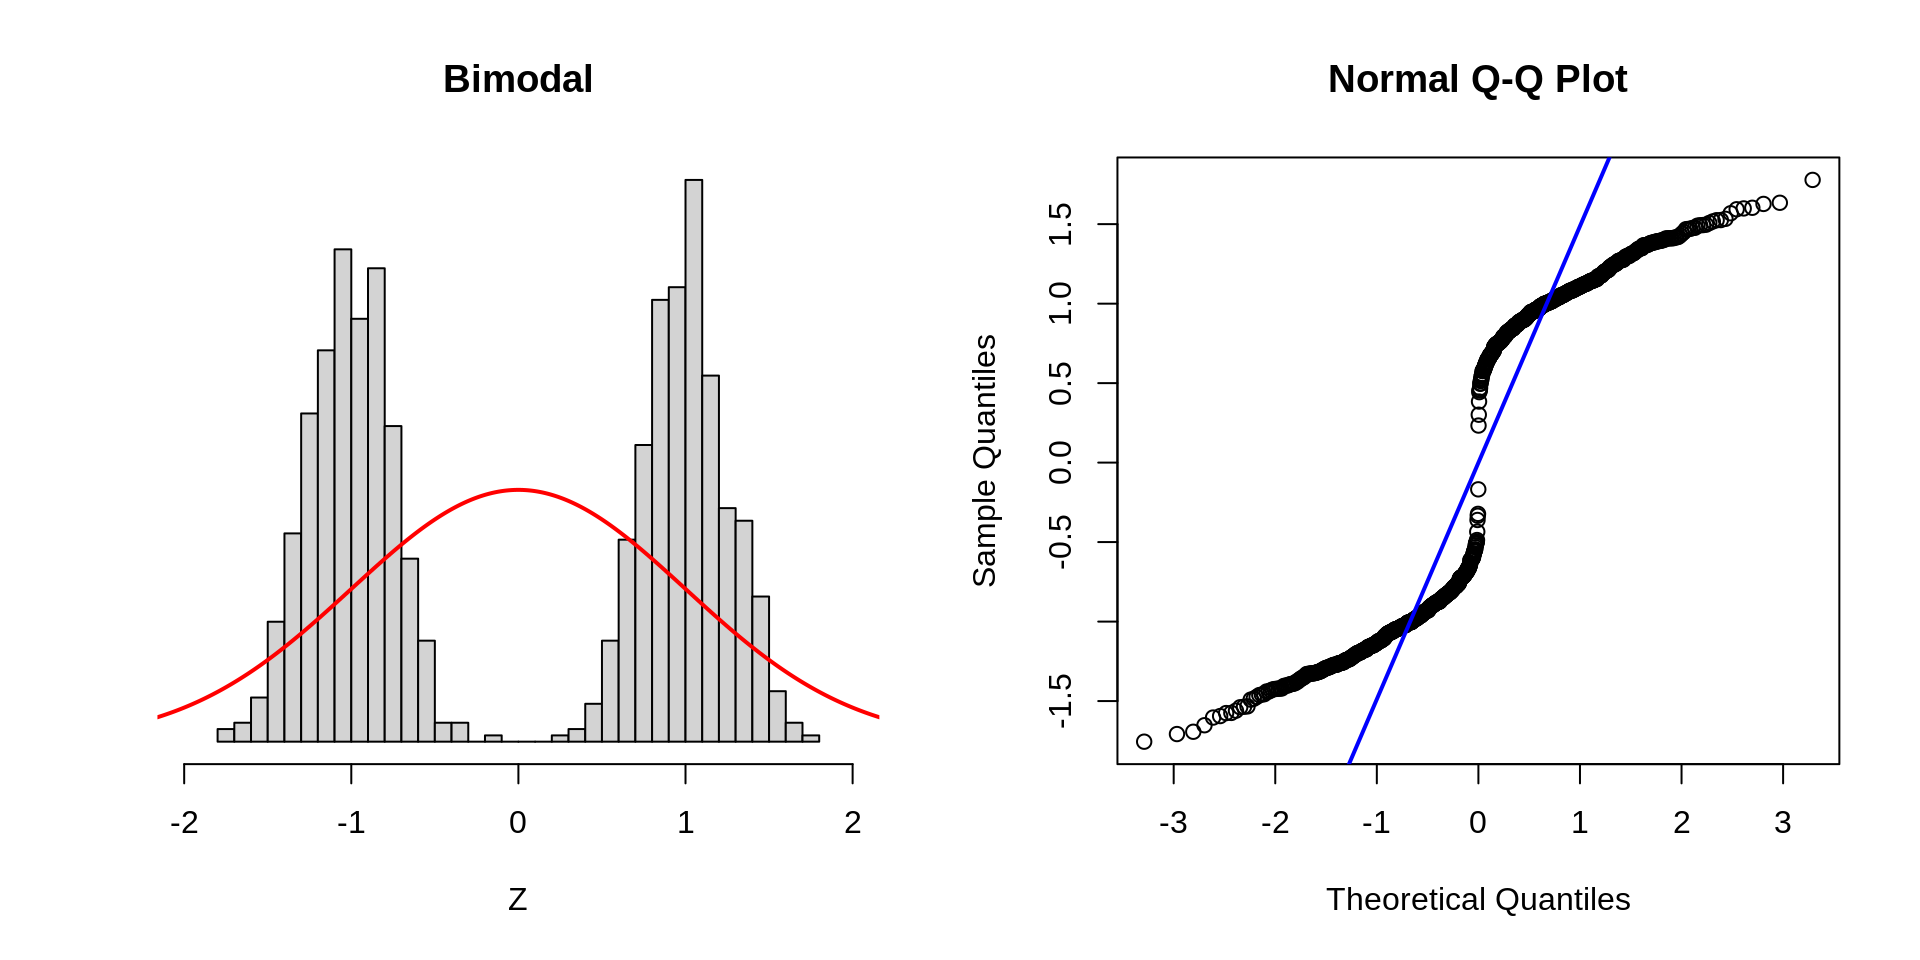 Bimodal
-2 -1 0 1 2
Z
Normal Q-Q Plot
Sample Quantiles
-1.5 -0.5 0.0 0.5 1.0 1.5
-3 -2 -1 0 1 2 3
Theoretical Quantiles